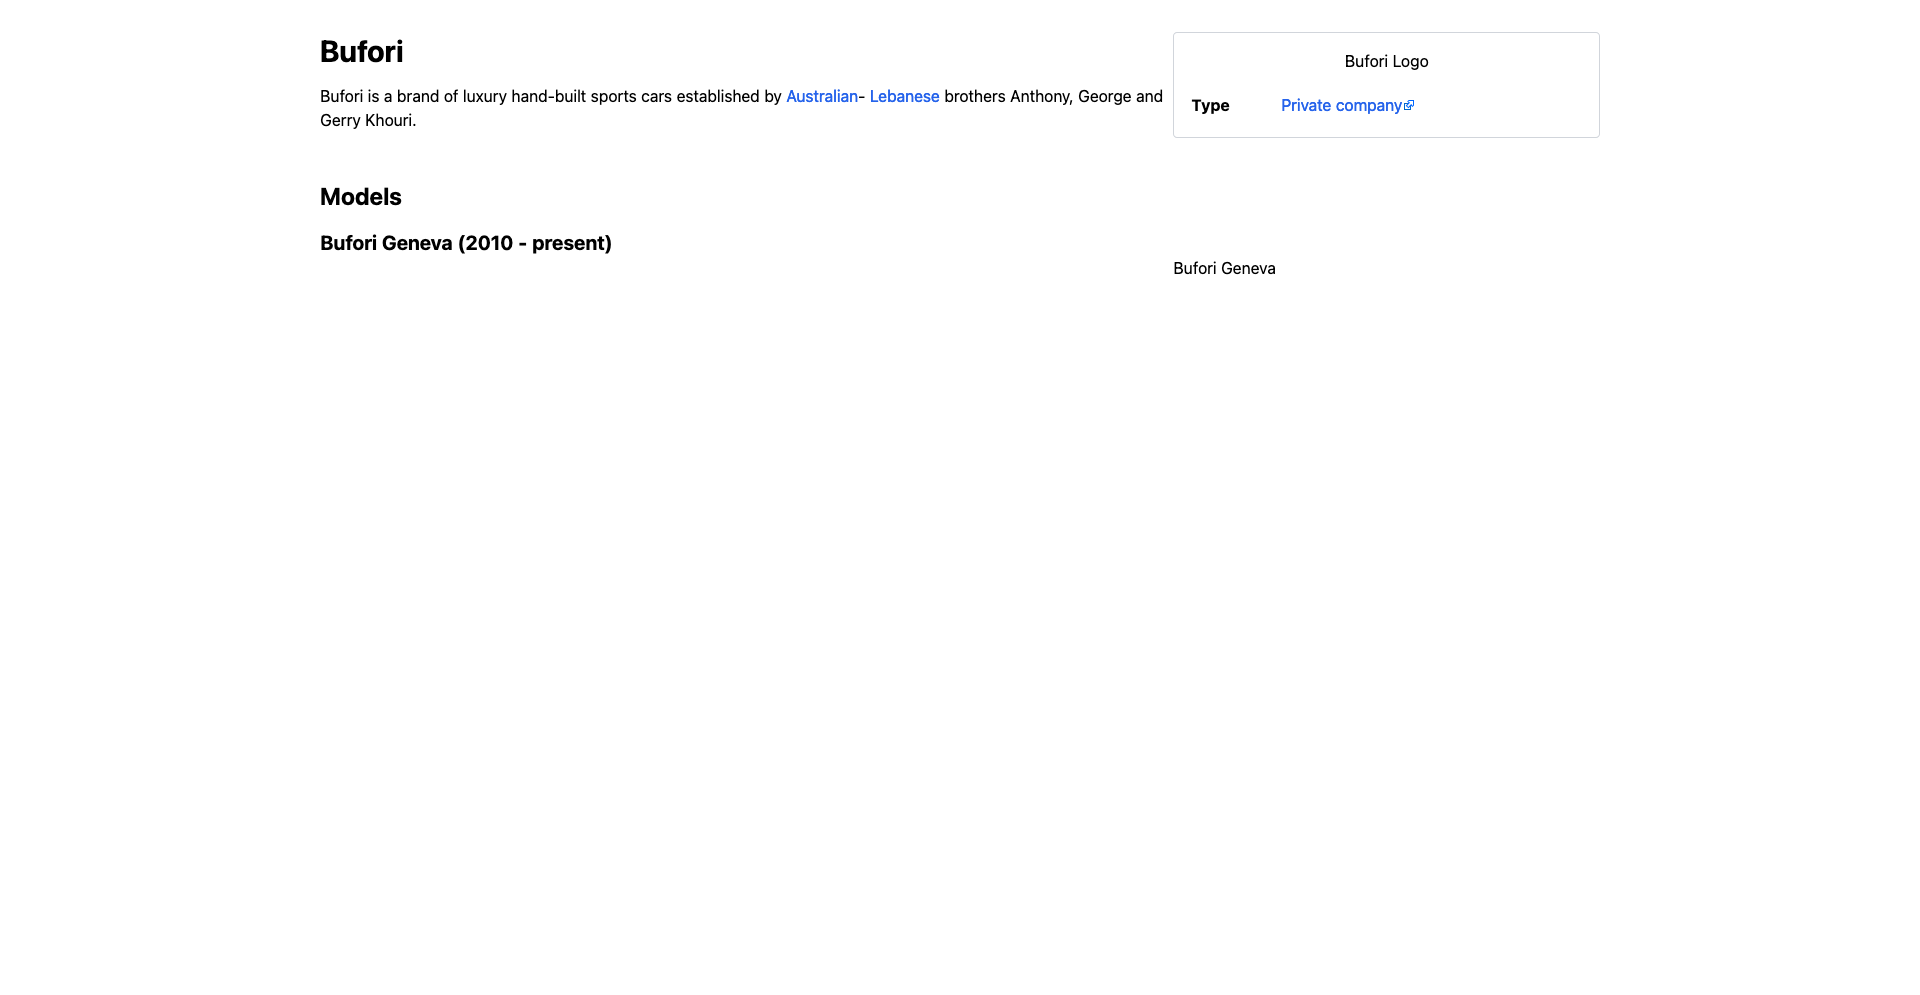 Bufori
Bufori is a brand of luxury hand-built sports cars established by Australian- Lebanese brothers Anthony, George and
Gerry Khouri.
Bufori Logo
Type Private company
Models
Bufori Geneva (2010 - present)
Bufori Geneva